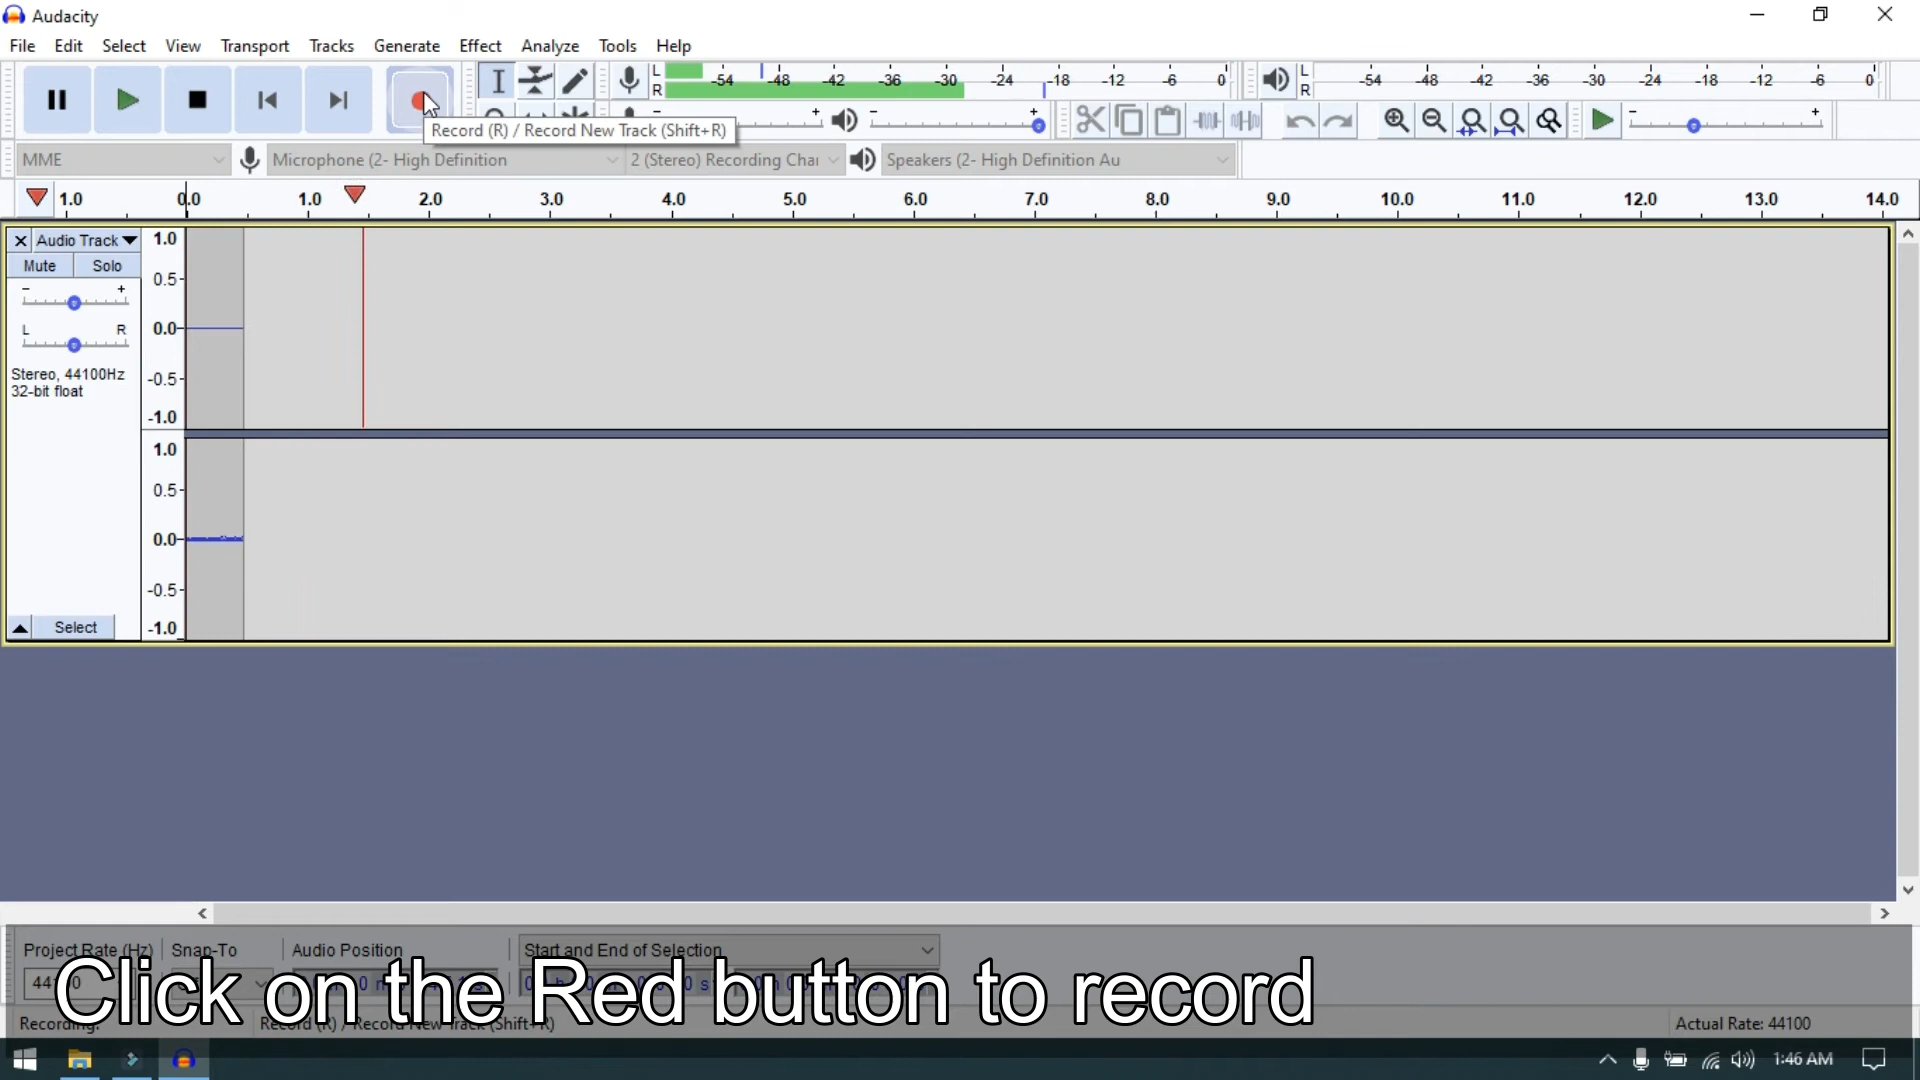 Audacity
File Edit Select View Transport Tracks Generate Effect Analyze Tools Help
L R -54 -48 -42 -36 -30 -24 -18 -12 -6 0 L R -54 -48 -42 -36 -30 -24 -18 -12 -6 0
Record (R) / Record New Track (Shift+R)
MME Microphone (2- High Definition 2 (Stereo) Recording Chai Speakers (2- High Definition Au
1.0 0.0 1.0 2.0 3.0 4.0 5.0 6.0 7.0 8.0 9.0 10.0 11.0 12.0 13.0 14.0
Audio Track 1.0
Mute Solo
0.5
- +
L R 0.0
Stereo, 44100Hz -0.5
32-bit float
-1.0
1.0
0.5
0.0
-0.5
Select -1.0
Project Rate (Hz) Snap-To Audio Position Start and End of Selection
Click on the Red button to record
Recording. Record (R) / Record New Track (Shift+R) Actual Rate: 44100
1:46 AM